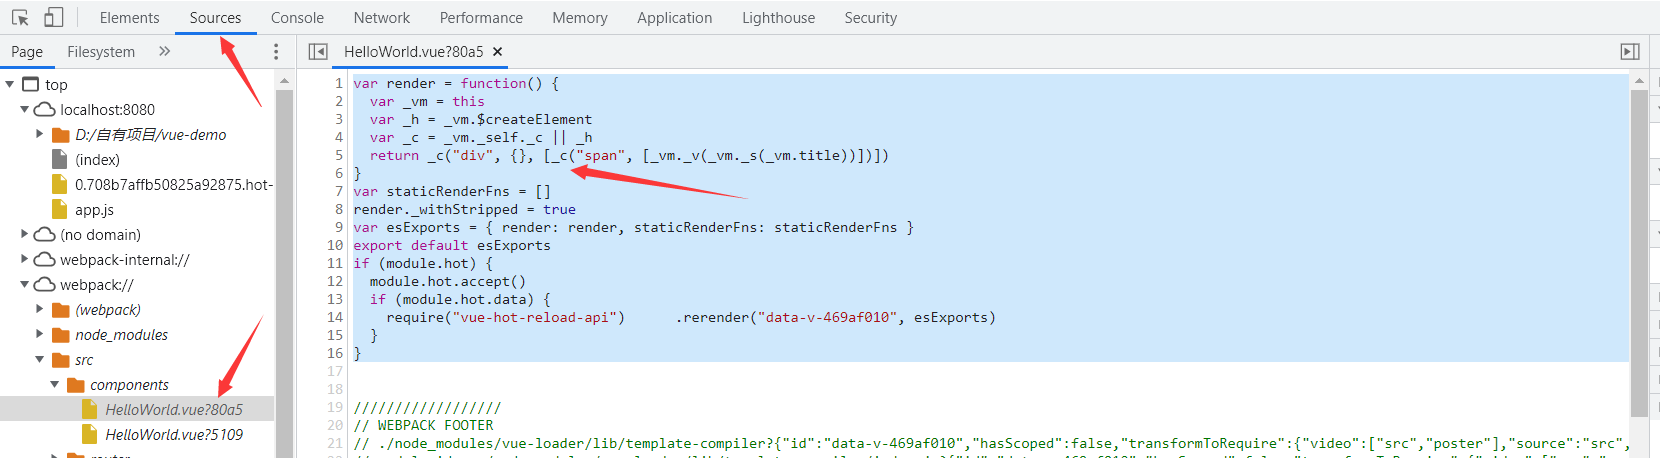 Elements Sources Console Network Performance Memory Application Lighthouse Security
Page Filesystem »
HelloWorld.vue?80a5 ×
top
localhost:8080
D:/自有项目/vue-demo
(index)
0.708b7affb50825a92875.hot-
app.js
(no domain)
webpack-internal://
webpack://
(webpack)
node_modules
src
components
HelloWorld.vue?80a5
HelloWorld.vue?5109
1 var render = function() {
2 var _vm = this
3 var _h = _vm.$createElement
4 var _c = _vm._self._c || _h
5 return _c("div", {}, [_c("span", [_vm._v(_vm._s(_vm.title))])])
6 }
7 var staticRenderFns = []
8 render._withStripped = true
9 var esExports = { render: render, staticRenderFns: staticRenderFns }
10 export default esExports
11 if (module.hot) {
12 module.hot.accept()
13 if (module.hot.data) {
14 require("vue-hot-reload-api") .rerender("data-v-469af010", esExports)
15 }
16 }
17
18
19 //////////////////
20 // WEBPACK FOOTER
21 // ./node_modules/vue-loader/lib/template-compiler?{"id":"data-v-469af010","hasScoped":false,"transformToRequire":{"video":["src","poster"],"source":"src",